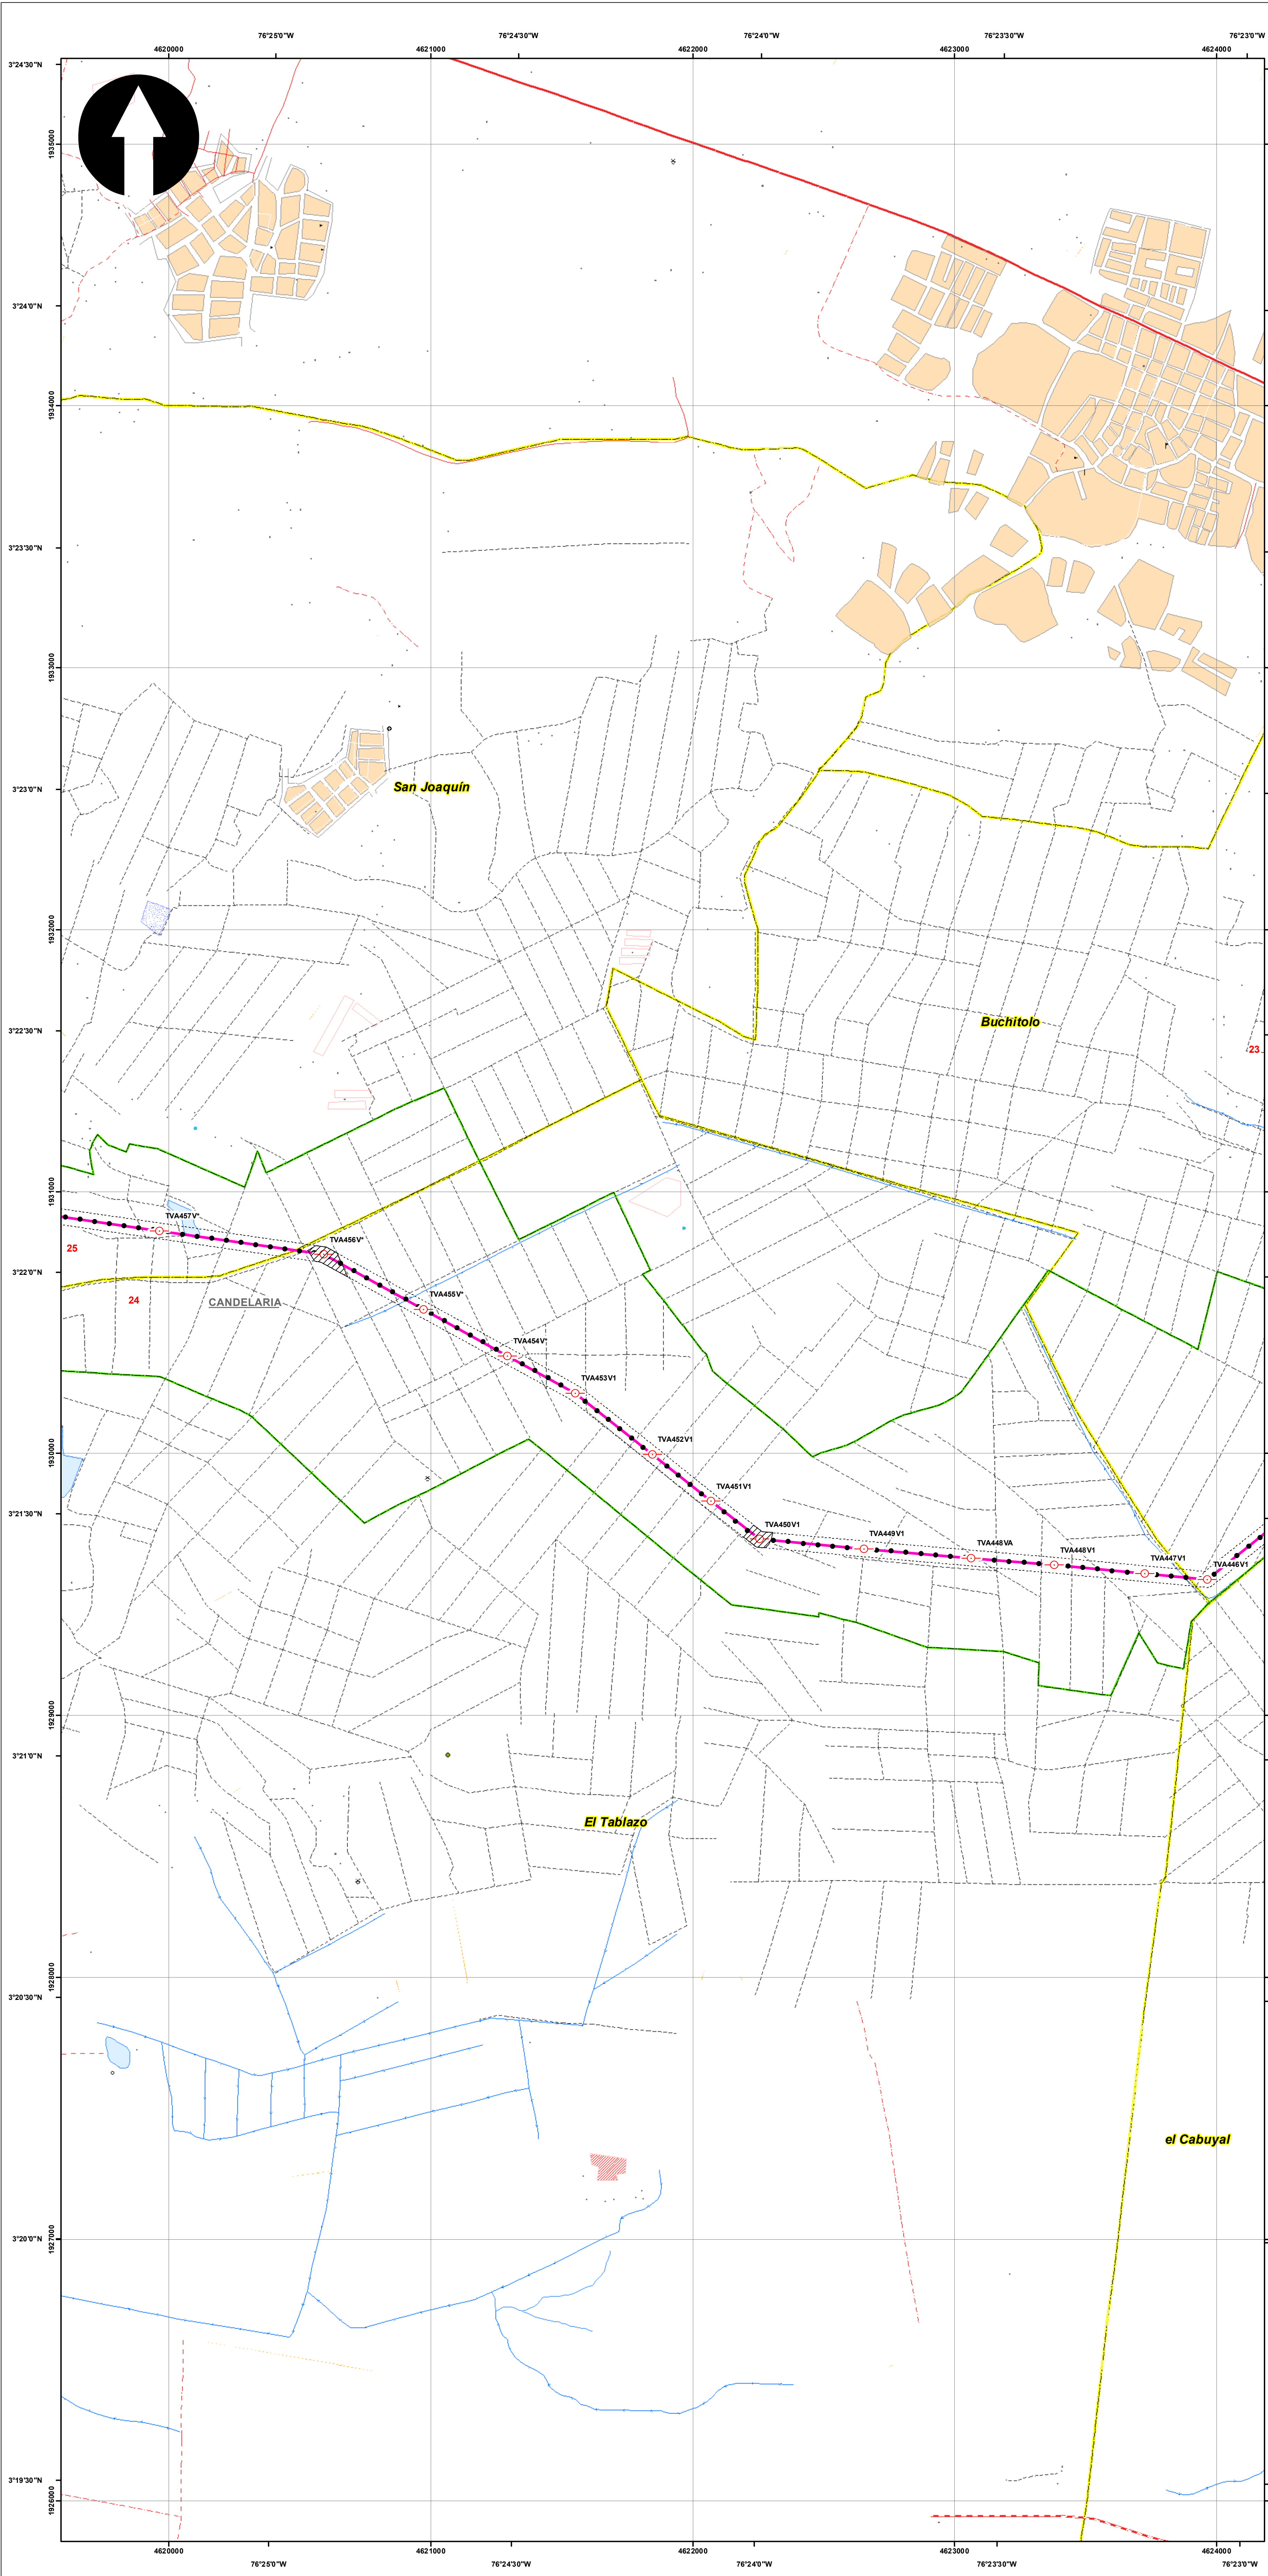 76°25'0"W 76°24'30"W 76°24'0"W 76°23'30"W 76°23'0"W
4620000 4621000 4622000 4623000 4624000
3°24'30"N
1935000
3°24'0"N
1934000
3°23'30"N
1933000
3°23'0"N
San Joaquín
1932000
3°22'30"N
Buchitolo
23
1931000
TVA457V*
TVA456V*
25
3°22'0"N
24
CANDELARIA
TVA455V*
TVA454V*
TVA453V1
TVA452V1
1930000
TVA451V1
3°21'30"N
TVA450V1
TVA449V1
TVA448VA
TVA448V1
TVA447V1
TVA446V1
1929000
3°21'0"N
El Tablazo
1928000
3°20'30"N
el Cabuyal
3°20'0"N
1927000
3°19'30"N
1926000
4620000 4621000 4622000 4623000 4624000
76°25'0"W 76°24'30"W 76°24'0"W 76°23'30"W 76°23'0"W